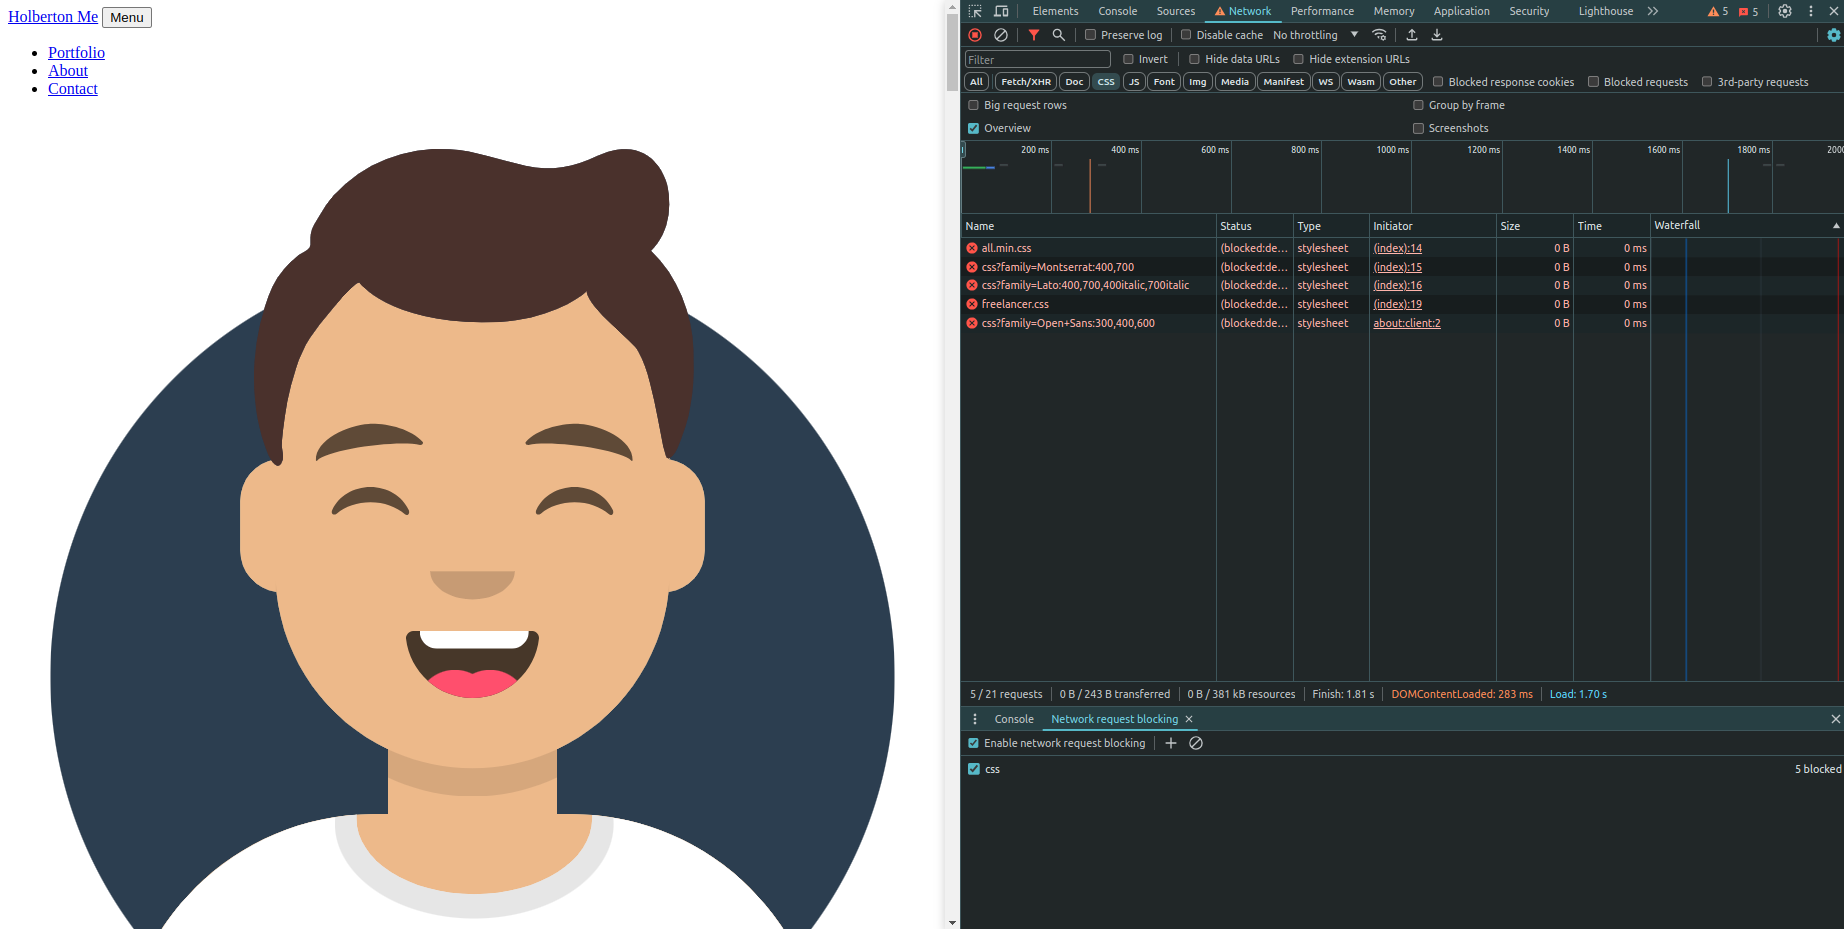 Holberton Me Menu
Portfolio
About
Contact
Elements Console Sources Network Performance Memory Application Security Lighthouse 5 5
Preserve log Disable cache No throttling
Filter Invert Hide data URLs Hide extension URLs
All Fetch/XHR Doc CSS JS Font Img Media Manifest WS Wasm Other Blocked response cookies Blocked requests 3rd-party requests
Big request rows Group by frame
Overview Screenshots
200 ms 400 ms 600 ms 800 ms 1000 ms 1200 ms 1400 ms 1600 ms 1800 ms 2000
Name Status Type Initiator Size Time Waterfall
all.min.css (blocked:de... stylesheet (index):14 0 B 0 ms
css?family=Montserrat:400,700 (blocked:de... stylesheet (index):15 0 B 0 ms
css?family=Lato:400,700,400italic,700italic (blocked:de... stylesheet (index):16 0 B 0 ms
freelancer.css (blocked:de... stylesheet (index):19 0 B 0 ms
css?family=Open+Sans:300,400,600 (blocked:de... stylesheet about:client:2 0 B 0 ms
5 / 21 requests 0 B / 243 B transferred 0 B / 381 kB resources Finish: 1.81 s DOMContentLoaded: 283 ms Load: 1.70 s
Console Network request blocking
Enable network request blocking
css 5 blocked